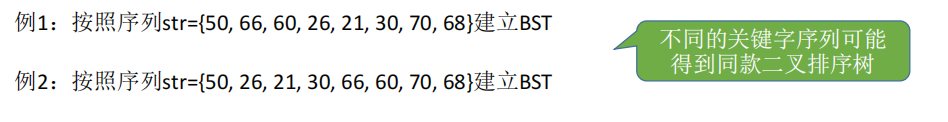 例1：按照序列str={50, 66, 60, 26, 21, 30, 70, 68}建立BST
不同的关键字序列可能
得到同款二叉排序树
例2：按照序列str={50, 26, 21, 30, 66, 60, 70, 68}建立BST